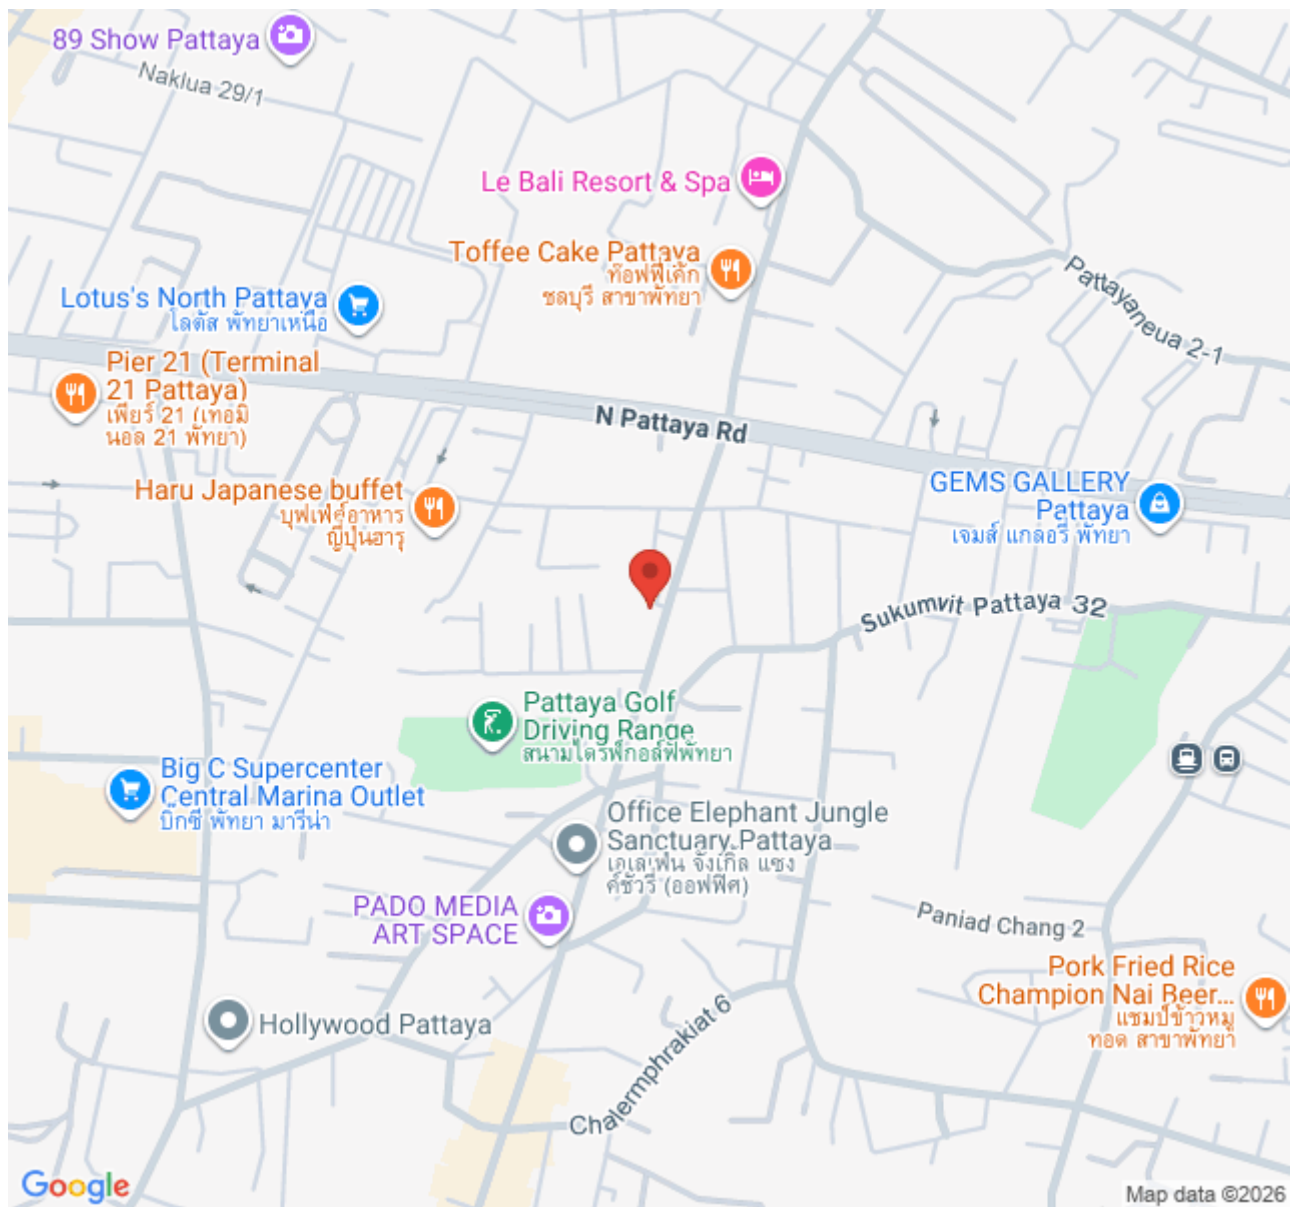 89 Show Pattaya
Naklua 29/1
Le Bali Resort & Spa
Toffee Cake Pattaya
ท๊อฟฟี่เค้ก
ชลบุรี สาขาพัทยา
Pattayaneua 2-1
Lotus's North Pattaya
โลตัส พัทยาเหนือ
Pier 21 (Terminal
21 Pattaya)
เพียร์ 21 (เทอมิ
นอล 21 พัทยา)
N Pattaya Rd
Haru Japanese buffet
บุฟเฟ่ต์อาหาร
ญี่ปุ่นฮารุ
GEMS GALLERY
Pattaya
เจมส์ แกลอรี่ พัทยา
Sukumvit Pattaya 32
Pattaya Golf
Driving Range
สนามไดร์ฟกอล์ฟพัทยา
Big C Supercenter
Central Marina Outlet
บิ๊กซี พัทยา มารีน่า
Office Elephant Jungle
Sanctuary Pattaya
เอเลเฟ่น จังเกิ้ล แซง
ค์ชัวรี่ (ออฟฟิศ)
PADO MEDIA
ART SPACE
Paniad Chang 2
Pork Fried Rice
Champion Nai Beer...
แชมป์ข้าวหมู
ทอด สาขาพัทยา
Hollywood Pattaya
Chalermphrakiat 6
Google
Map data ©2026